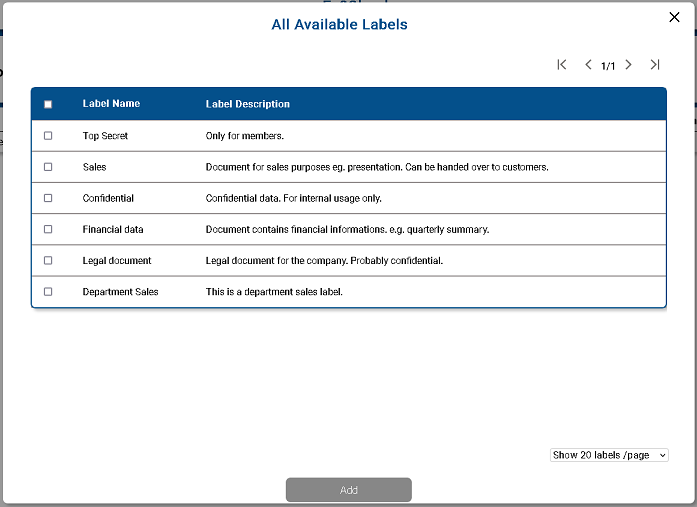 All Available Labels
1/1
Label Name Label Description
Top Secret Only for members.
Sales Document for sales purposes eg. presentation. Can be handed over to customers.
Confidential Confidential data. For internal usage only.
Financial data Document contains financial informations. e.g. quarterly summary.
Legal document Legal document for the company. Probably confidential.
Department Sales This is a department sales label.
Show 20 labels /page
Add